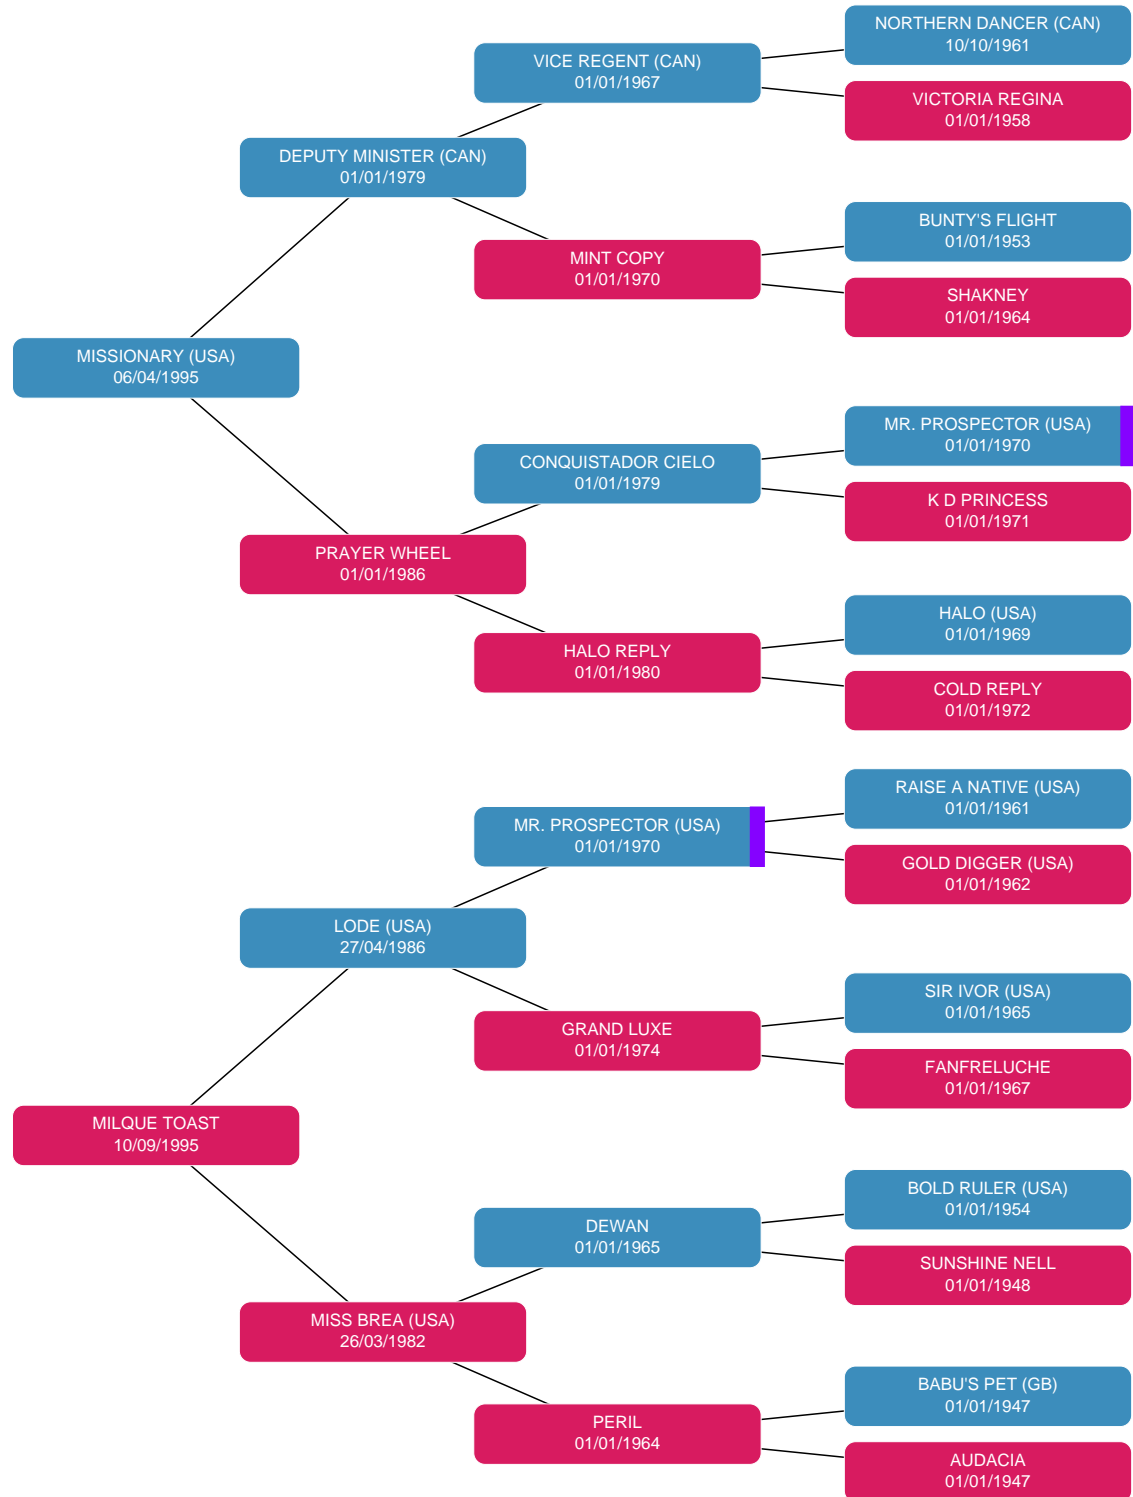 NORTHERN DANCER (CAN)
10/10/1961
VICE REGENT (CAN)
01/01/1967
VICTORIA REGINA
01/01/1958
DEPUTY MINISTER (CAN)
01/01/1979
BUNTY'S FLIGHT
01/01/1953
MINT COPY
01/01/1970
SHAKNEY
01/01/1964
MISSIONARY (USA)
06/04/1995
MR. PROSPECTOR (USA)
01/01/1970
CONQUISTADOR CIELO
01/01/1979
K D PRINCESS
01/01/1971
PRAYER WHEEL
01/01/1986
HALO (USA)
01/01/1969
HALO REPLY
01/01/1980
COLD REPLY
01/01/1972
RAISE A NATIVE (USA)
01/01/1961
MR. PROSPECTOR (USA)
01/01/1970
GOLD DIGGER (USA)
01/01/1962
LODE (USA)
27/04/1986
SIR IVOR (USA)
01/01/1965
GRAND LUXE
01/01/1974
FANFRELUCHE
01/01/1967
MILQUE TOAST
10/09/1995
BOLD RULER (USA)
01/01/1954
DEWAN
01/01/1965
SUNSHINE NELL
01/01/1948
MISS BREA (USA)
26/03/1982
BABU'S PET (GB)
01/01/1947
PERIL
01/01/1964
AUDACIA
01/01/1947